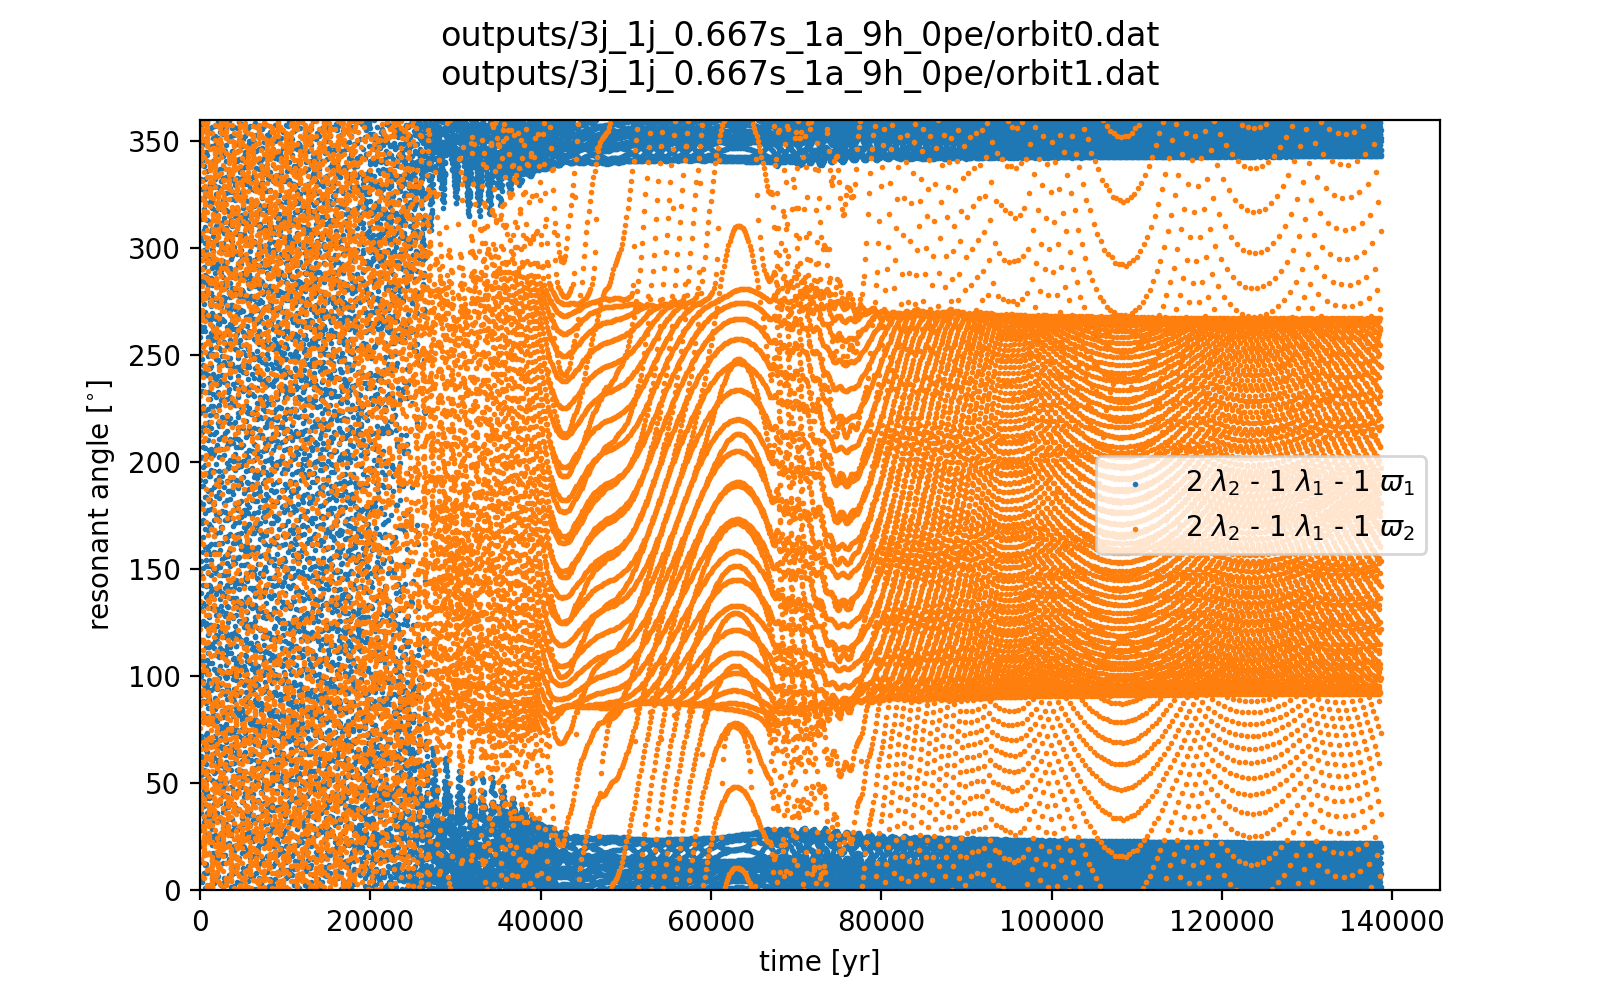 outputs/3j_1j_0.667s_1a_9h_0pe/orbit0.dat
outputs/3j_1j_0.667s_1a_9h_0pe/orbit1.dat
350
300
250
200
150
100
50
0
resonant angle [°]
2 λ₂ - 1 λ₁ - 1 ϖ₁
2 λ₂ - 1 λ₁ - 1 ϖ₂
0 20000 40000 60000 80000 100000 120000 140000
time [yr]